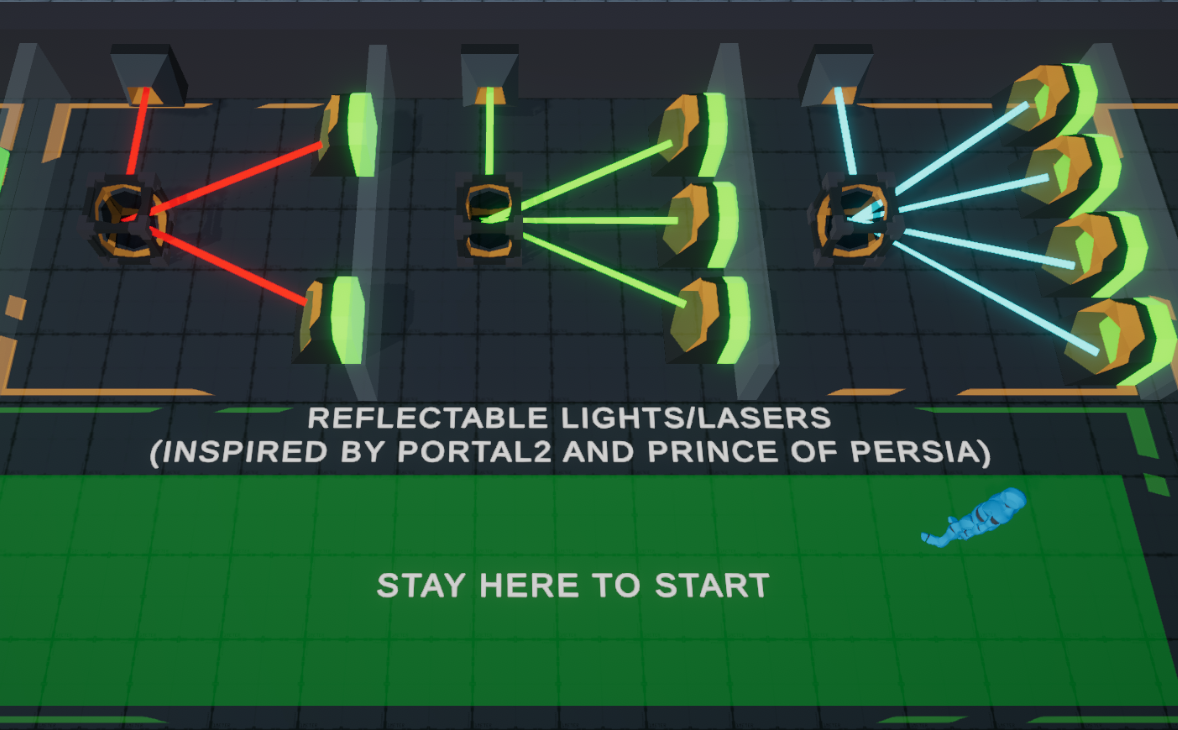 REFLECTABLE LIGHTS/LASERS
(INSPIRED BY PORTAL2 AND PRINCE OF PERSIA)
STAY HERE TO START